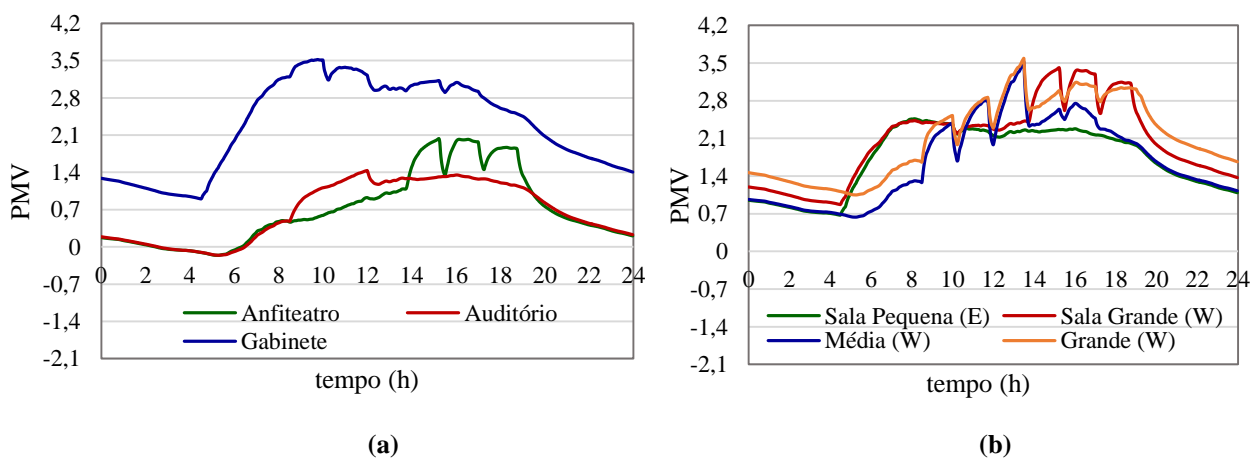 4,2
3,5
2,8
2,1
1,4
0,7
0
-0,7
-1,4
-2,1
PMV
0 2 4 6 8 10 12 14 16 18 20 22 24
Anfiteatro Auditório
Gabinete
tempo (h)
(a)
4,2
3,5
2,8
2,1
1,4
0,7
0
-0,7
-1,4
-2,1
PMV
0 2 4 6 8 10 12 14 16 18 20 22 24
Sala Pequena (E) Sala Grande (W)
Média (W) Grande (W)
tempo (h)
(b)